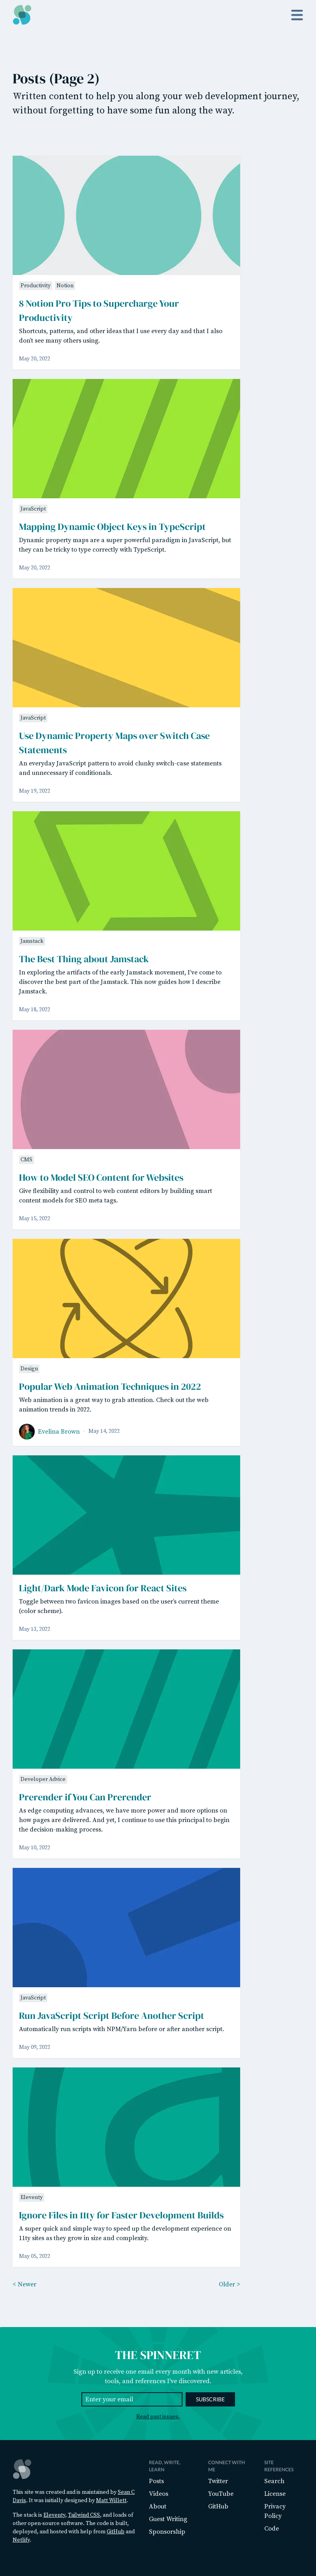 Posts (Page 2)
Written content to help you along your web development journey,
without forgetting to have some fun along the way.
Productivity Notion
8 Notion Pro Tips to Supercharge Your
Productivity
Shortcuts, patterns, and other ideas that I use every day and that I also
don't see many others using.
May 26, 2022
JavaScript
Mapping Dynamic Object Keys in TypeScript
Dynamic property maps are a super powerful paradigm in JavaScript, but
they can be tricky to type correctly with TypeScript.
May 20, 2022
JavaScript
Use Dynamic Property Maps over Switch Case
Statements
An everyday JavaScript pattern to avoid clunky switch-case statements
and unnecessary if conditionals.
May 19, 2022
Jamstack
The Best Thing about Jamstack
In exploring the artifacts of the early Jamstack movement, I've come to
discover the best part of the Jamstack. This now guides how I describe
Jamstack.
May 18, 2022
CMS
How to Model SEO Content for Websites
Give flexibility and control to web content editors by building smart
content models for SEO meta tags.
May 15, 2022
Design
Popular Web Animation Techniques in 2022
Web animation is a great way to grab attention. Check out the web
animation trends in 2022.
Evelina Brown May 14, 2022
Light/Dark Mode Favicon for React Sites
Toggle between two favicon images based on the user's current theme
(color scheme).
May 13, 2022
Developer Advice
Prerender if You Can Prerender
As edge computing advances, we have more power and more options on
how pages are delivered. And yet, I continue to use this principal to begin
the decision-making process.
May 10, 2022
JavaScript
Run JavaScript Script Before Another Script
Automatically run scripts with NPM/Yarn before or after another script.
May 09, 2022
Eleventy
Ignore Files in 11ty for Faster Development Builds
A super quick and simple way to speed up the development experience on
11ty sites as they grow in size and complexity.
May 05, 2022
< Newer Older >
THE SPINNERET
Sign up to receive one email every month with new articles,
tools, and references I've discovered.
Enter your email SUBSCRIBE
Read past issues.
This site was created and is maintained by Sean C
Davis. It was initially designed by Matt Willett.
The stack is Eleventy, Tailwind CSS, and loads of
other open-source software. The code is built,
deployed, and hosted with help from GitHub and
Netlify.
READ, WRITE,
LEARN
Posts
Videos
About
Guest Writing
Sponsorship
CONNECT WITH
ME
Twitter
YouTube
GitHub
SITE
REFERENCES
Search
License
Privacy
Policy
Code